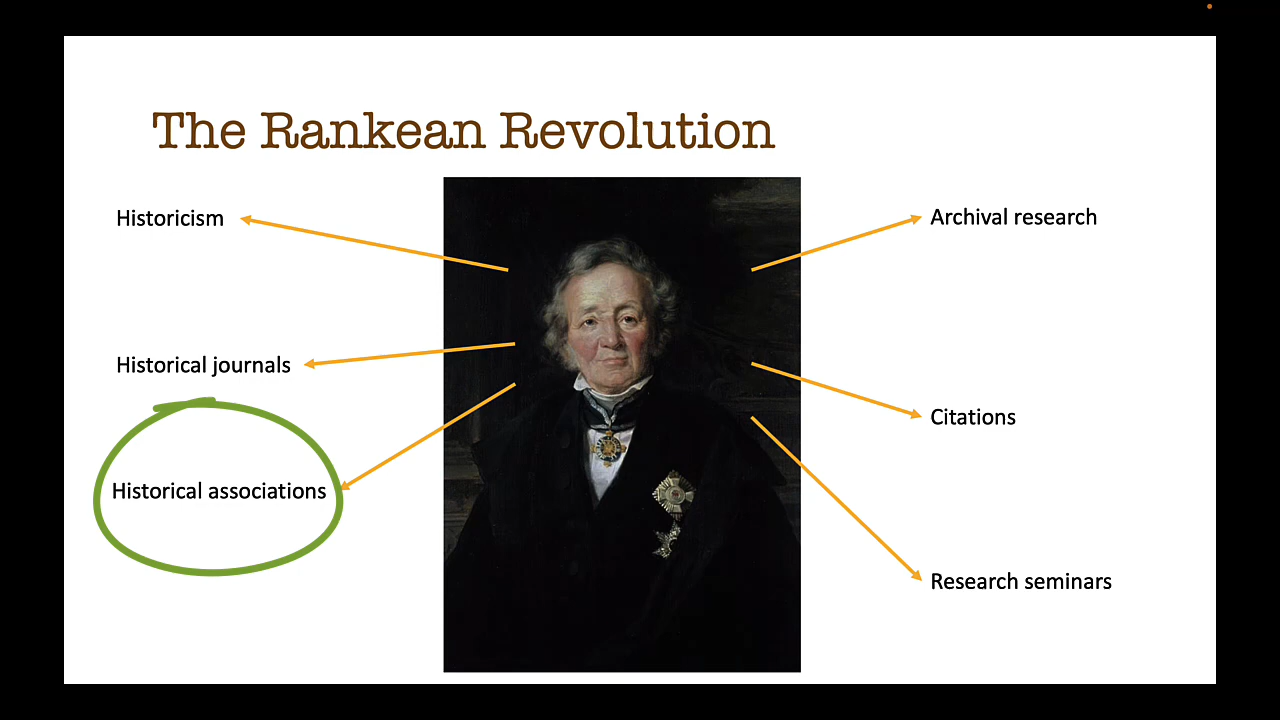 The Rankean Revolution
Historicism
Historical journals
Historical associations
Archival research
Citations
Research seminars